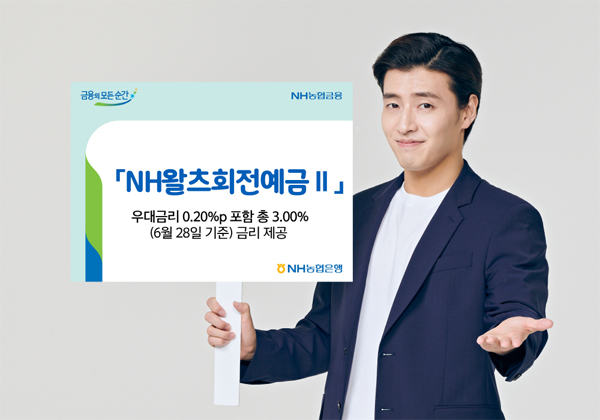 금융의 모든 순간
NH농협금융
「NH왈츠회전예금 II」
우대금리 0.20%p 포함 총 3.00%
(6월 28일 기준) 금리 제공
NH농협은행